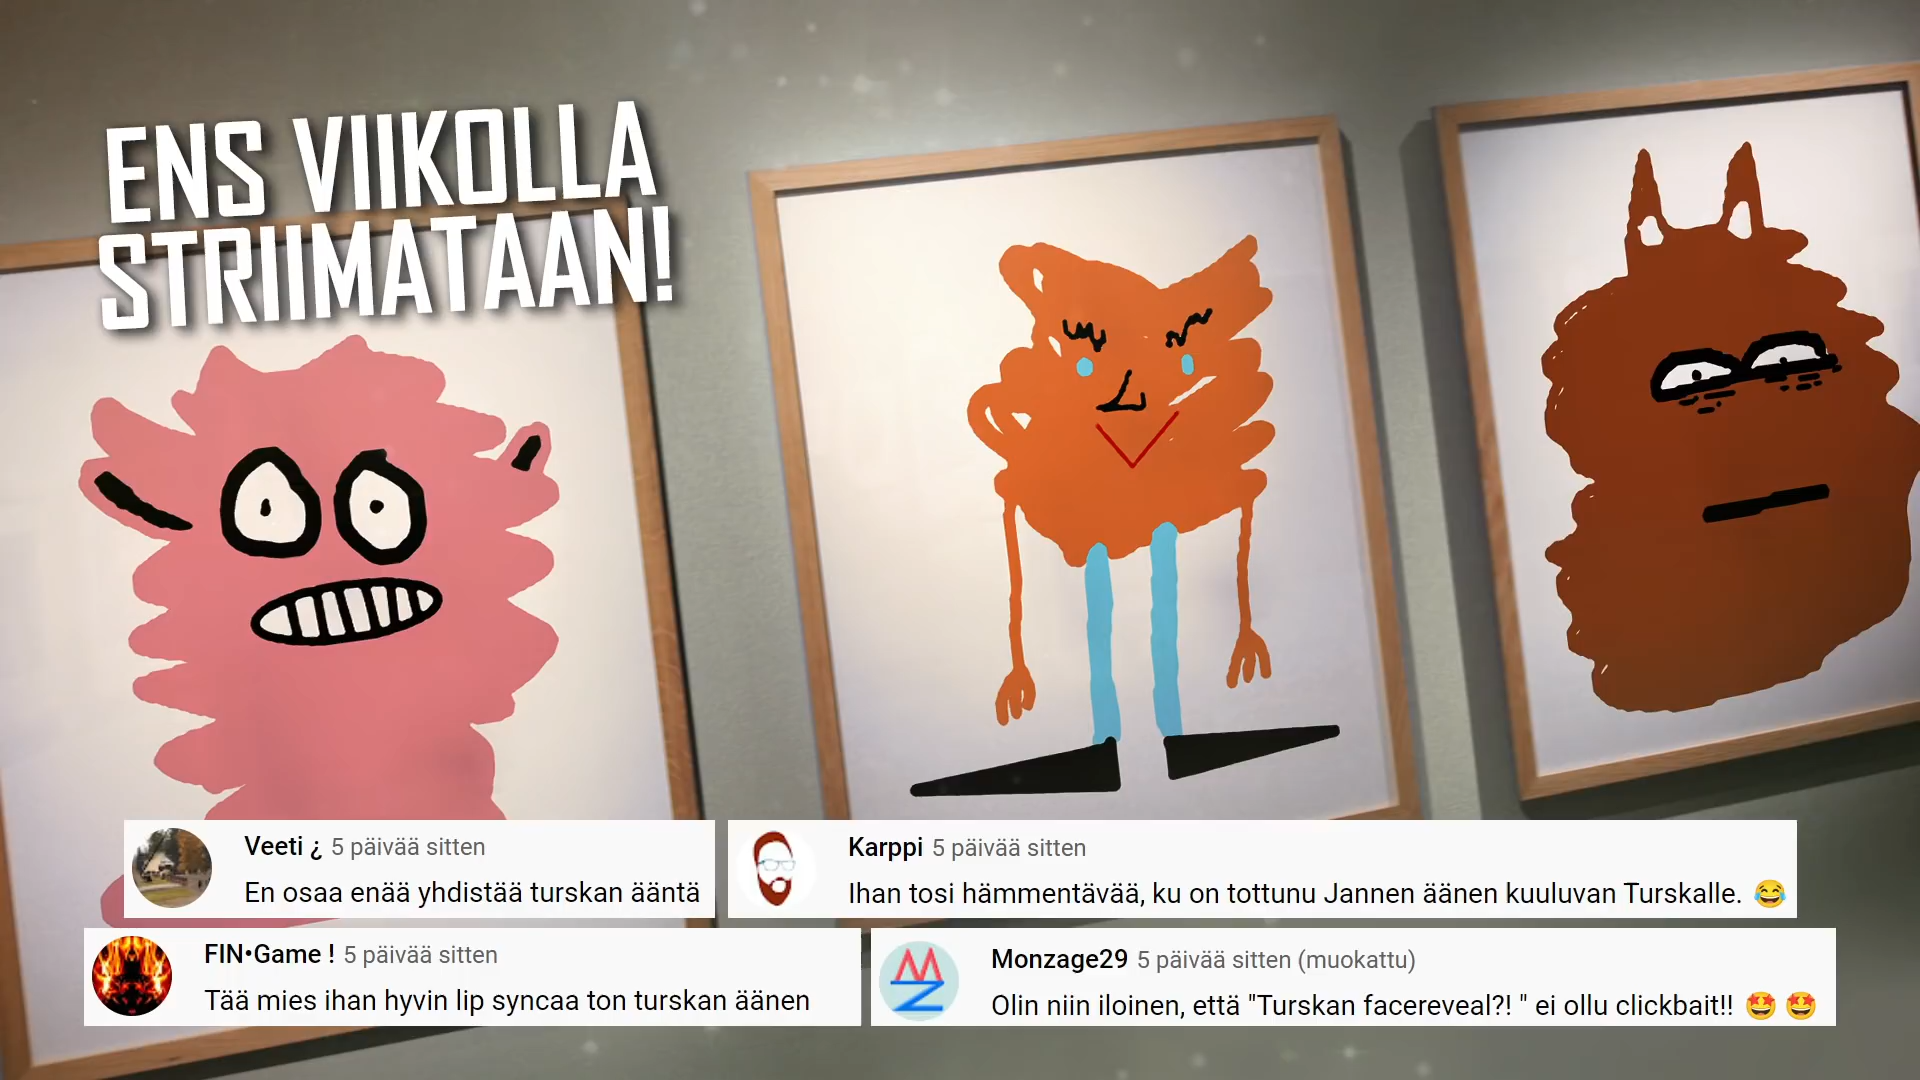 ENS VIIKOLLA
STRIIMATAAN!
Veeti ¿ 5 päivää sitten
En osaa enää yhdistää turskan ääntä
Karppi 5 päivää sitten
Ihan tosi hämmentävää, ku on tottunu Jannen äänen kuuluvan Turskalle. 😂
FIN•Game ! 5 päivää sitten
Tää mies ihan hyvin lip syncaa ton turskan äänen
Monzage29 5 päivää sitten (muokattu)
Olin niin iloinen, että "Turskan facereveal?! " ei ollu clickbait!! 🤩 🤩